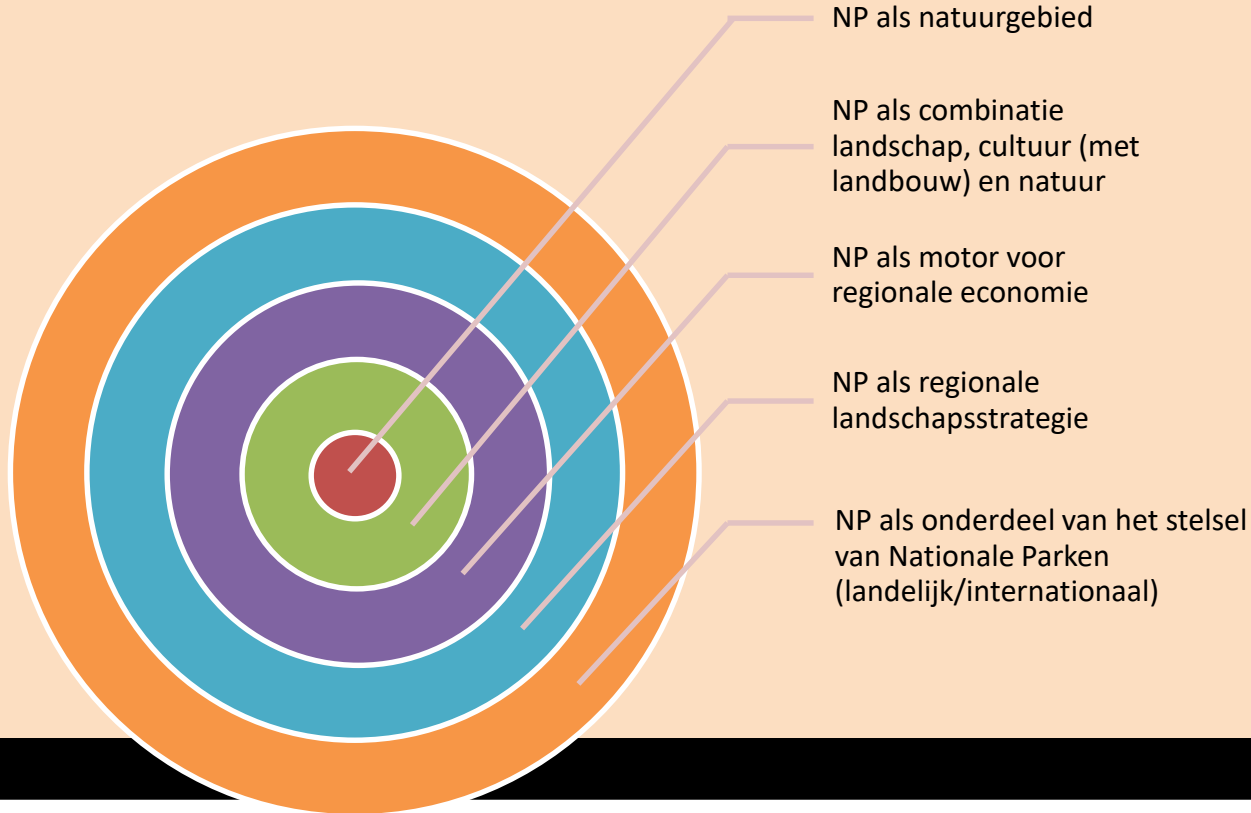 NP als natuurgebied
NP als combinatie
landschap, cultuur (met
landbouw) en natuur
NP als motor voor
regionale economie
NP als regionale
landschapsstrategie
NP als onderdeel van het stelsel
van Nationale Parken
(landelijk/internationaal)